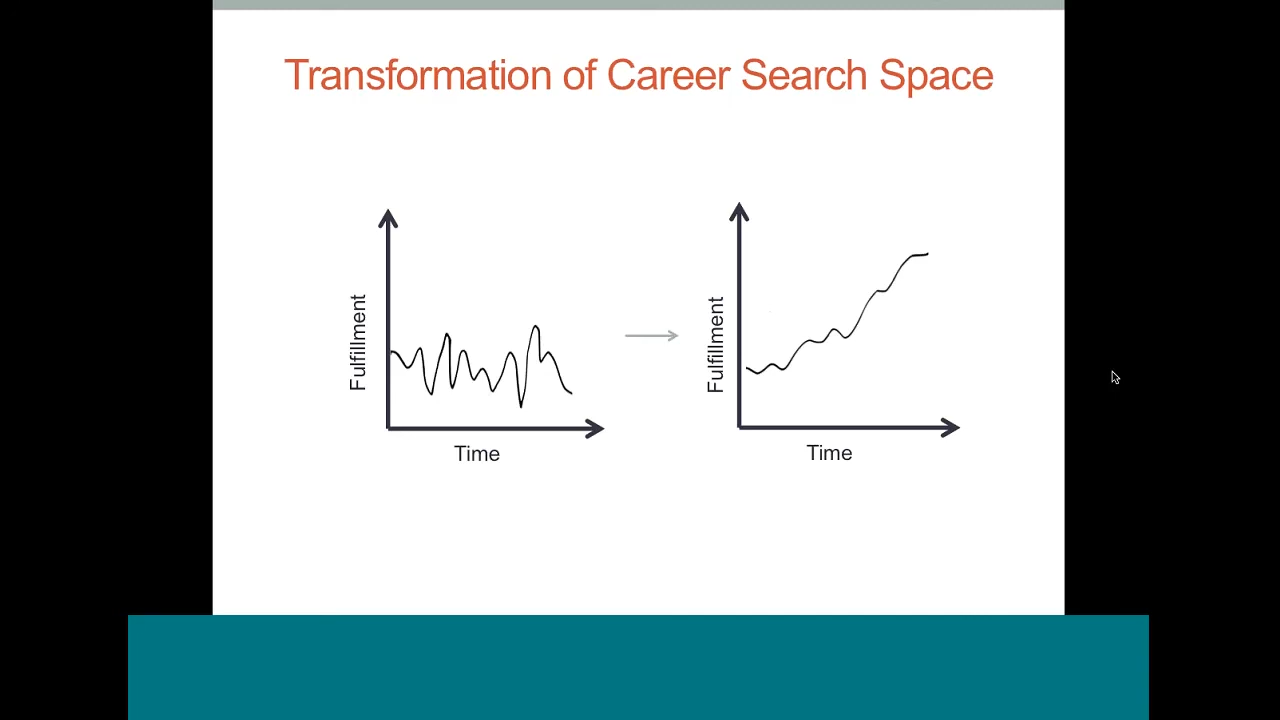 Transformation of Career Search Space
Fulfillment
Time
Fulfillment
Time